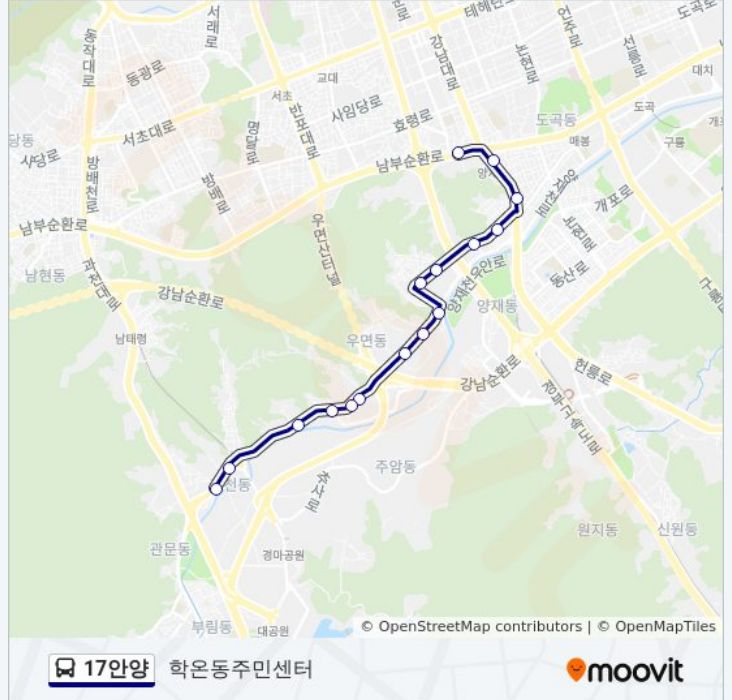 테헤란
도곡로
서래로
언주로
동작대로
강남대로
논현로
선릉로
동광로
교대
대치
서초
사임당로
도곡
반포대로
효령로
도곡동
서초대로
명달로
매봉
구룡
당동
사당로
남부순환로
방배천로
방배로
양재천로
개포로
남부순환로
우면산터널
논현로
남현동
과천대로
양재천우안로
동산로
강남순환로
양재동
남태령
우면동
헌릉로
강남순환로
경부고속도로
주암동
천동
원지동
신원동
관문동
경마공원
부림동
대공원
© OpenStreetMap contributors | © OpenMapTiles
17안양 학온동주민센터
moovit